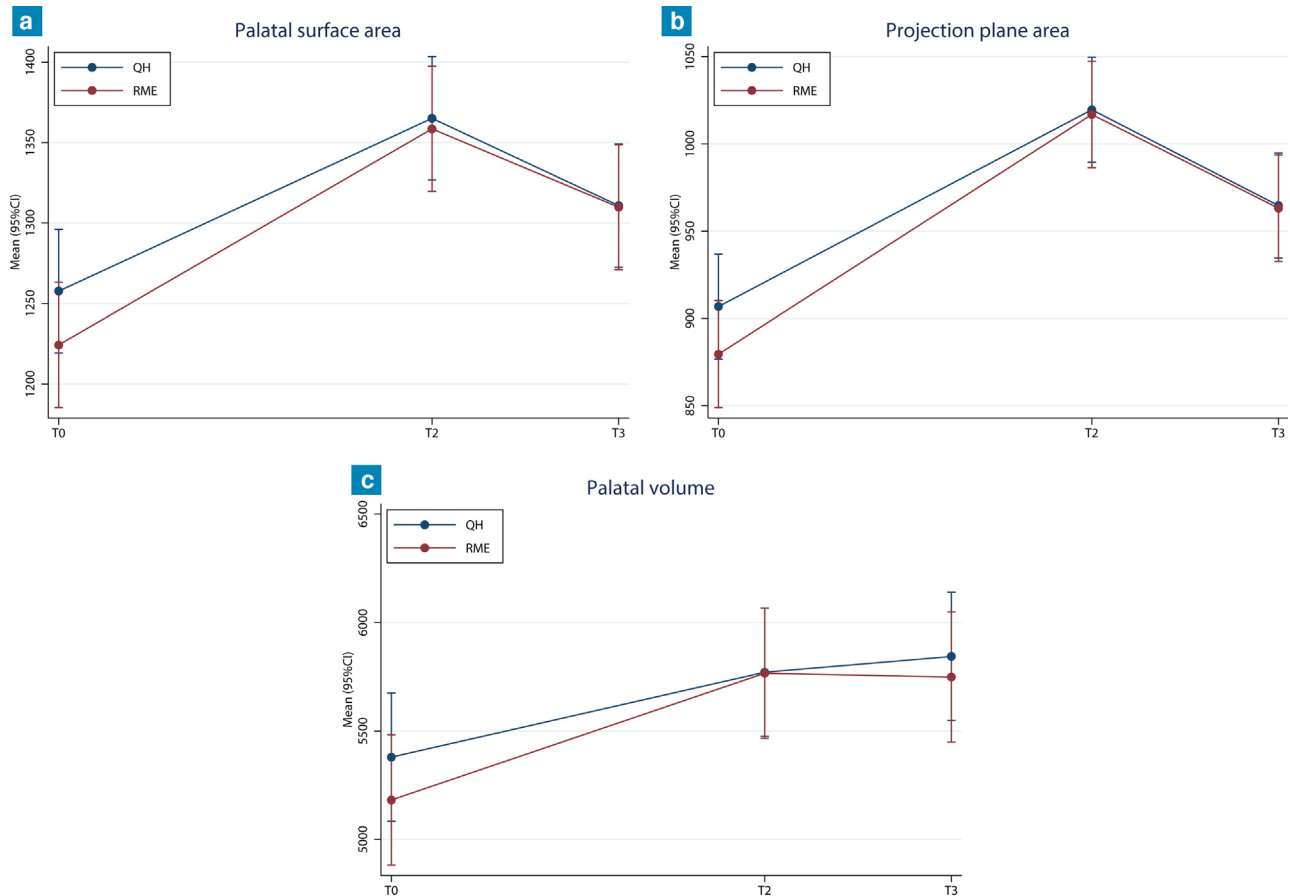 a
Palatal surface area
QH
RME
Mean (95%CI)
1400
1350
1300
1250
1200
T0
T2
T3
b
Projection plane area
QH
RME
Mean (95%CI)
1050
1000
950
900
850
T0
T2
T3
c
Palatal volume
QH
RME
Mean (95%CI)
6500
6000
5500
5000
T0
T2
T3